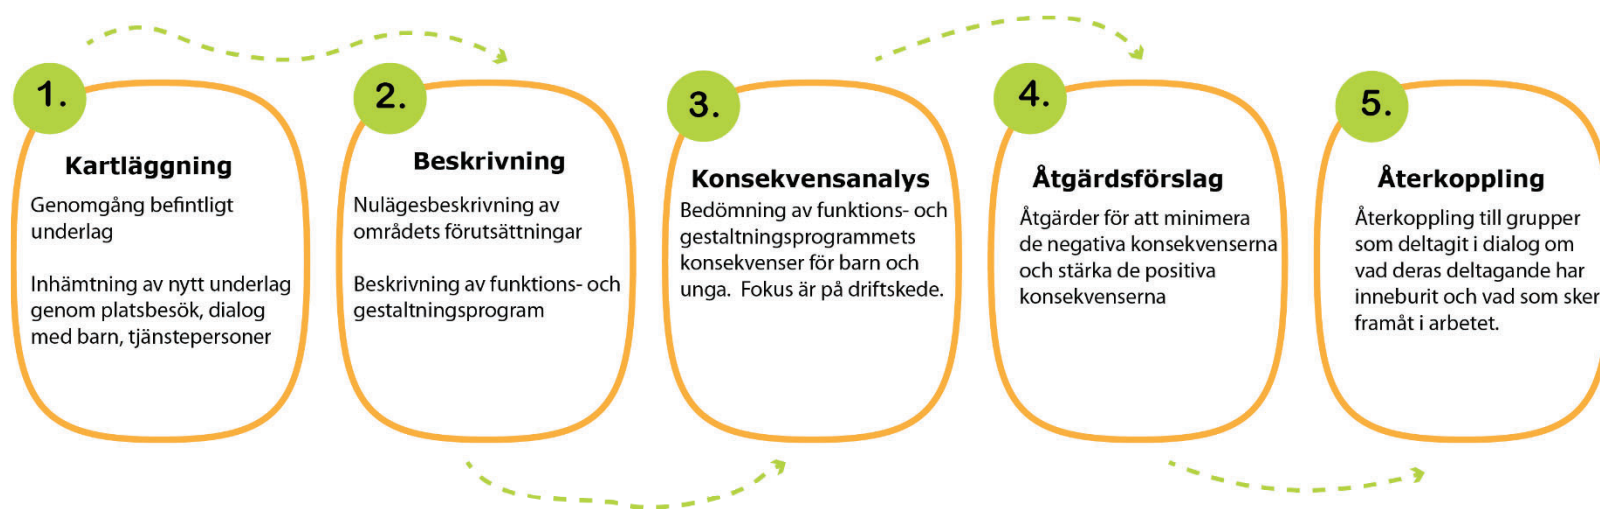 1.
Kartläggning
Genomgång befintligt
underlag
Inhämtning av nytt underlag
genom platsbesök, dialog
med barn, tjänstepersoner
2.
Beskrivning
Nulägesbeskrivning av
områdets förutsättningar
Beskrivning av funktions- och
gestaltningsprogram
3.
Konsekvensanalys
Bedömning av funktions- och
gestaltningsprogrammets
konsekvenser för barn och
unga.  Fokus är på driftskede.
4.
Åtgärdsförslag
Åtgärder för att minimera
de negativa konsekvenserna
och stärka de positiva
konsekvenserna
5.
Återkoppling
Återkoppling till grupper
som deltagit i dialog om
vad deras deltagande har
inneburit och vad som sker
framåt i arbetet.